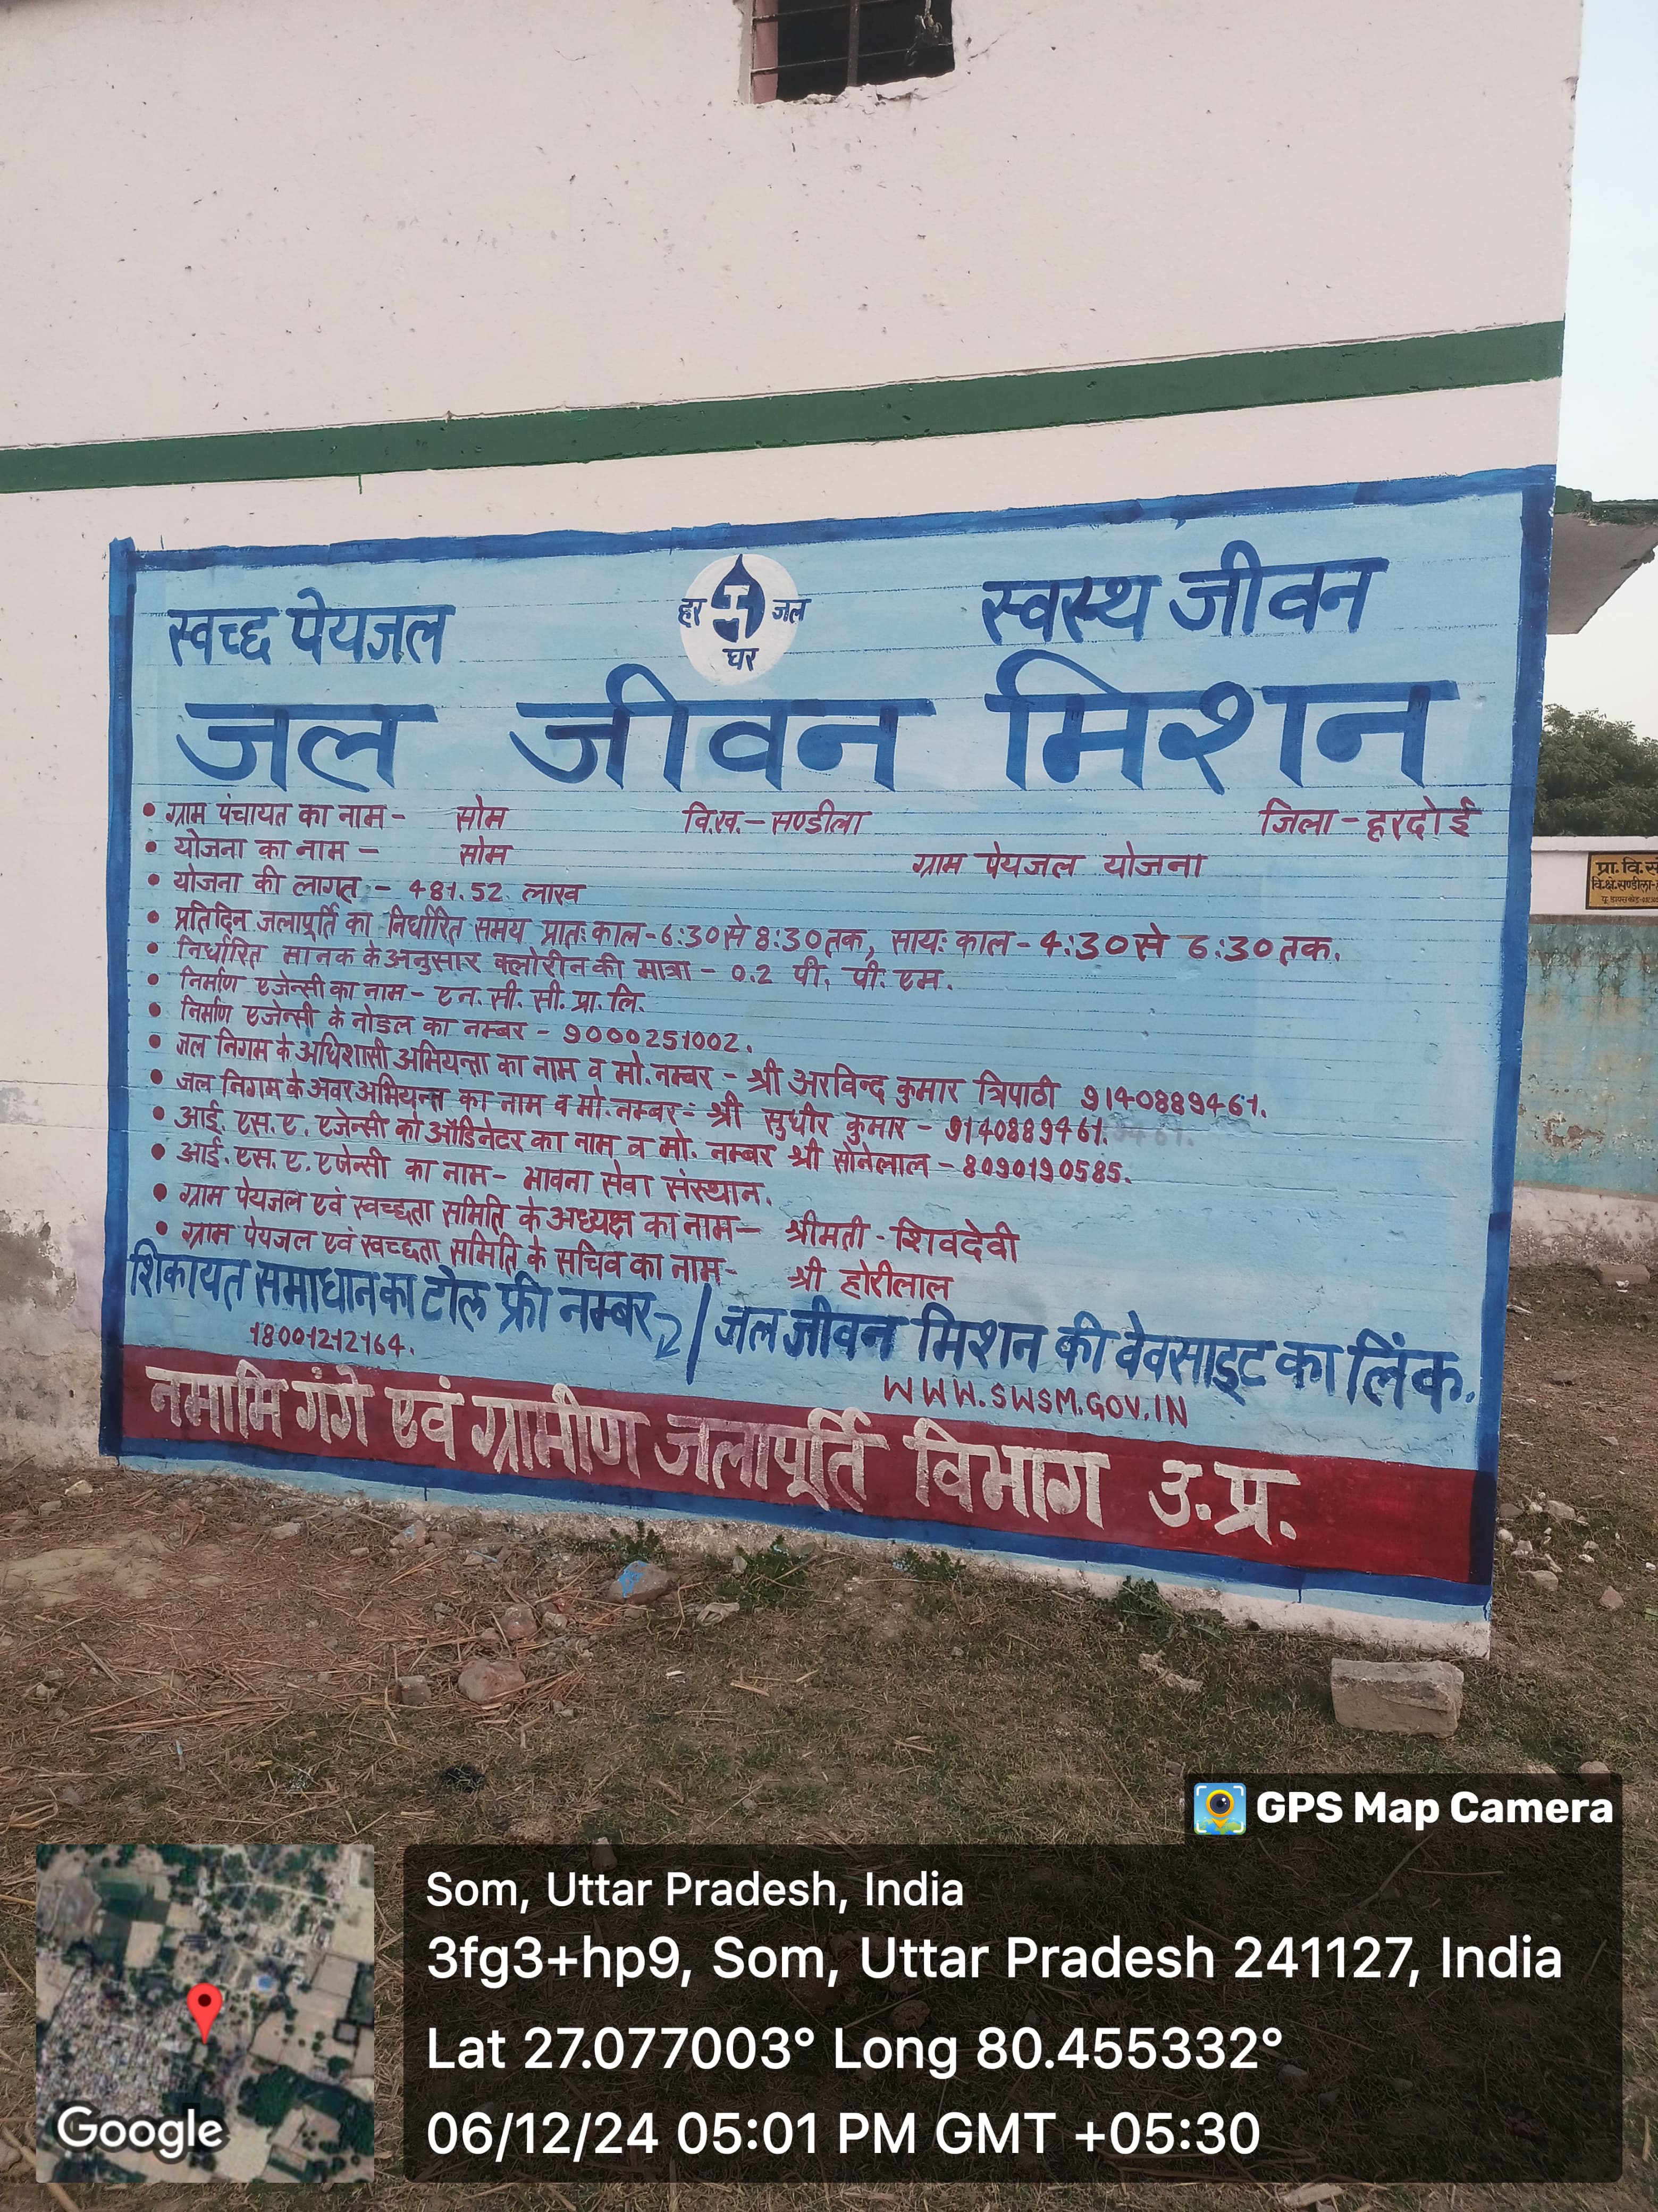 स्वच्छ पेयजल
हर जल
घर
स्वस्थ जीवन
जल जीवन मिशन
• ग्राम पंचायत का नाम - सोम वि.ख. - सण्डीला जिला - हरदोई
• योजना का नाम - सोम ग्राम पेयजल योजना
• योजना की लागत - 481.52 लाख
• प्रतिदिन जलापूर्ति का निर्धारित समय प्रातः काल - 6:30 से 8:30 तक, सायः काल - 4:30 से 6:30 तक.
• निर्धारित मानक के अनुसार क्लोरीन की मात्रा - 0.2 पी. पी. एम.
• निर्माण एजेन्सी का नाम - एन. सी. सी. प्रा. लि.
• निर्माण एजेन्सी के नोडल का नम्बर - 9000251002.
• जल निगम के अधिशासी अभियन्ता का नाम व मो. नम्बर - श्री अरविन्द कुमार त्रिपाठी 9140889461.
• जल निगम के अवर अभियन्त का नाम व मो. नम्बर - श्री सुधीर कुमार - 9140889461.
• आई. एस. ए. एजेन्सी को ऑडिनेटर का नाम व मो. नम्बर श्री सोनेलाल - 8090190585.
• आई. एस. ए. एजेन्सी का नाम - भावना सेवा संस्थान.
• ग्राम पेयजल एवं स्वच्छता समिति के अध्यक्ष का नाम - श्रीमती - शिवदेवी
• ग्राम पेयजल एवं स्वच्छता समिति के सचिव का नाम - श्री होरीलाल
शिकायत समाधान का टोल फ्री नम्बर / जल जीवन मिशन की वेवसाइट का लिंक.
18001212164.
WWW.SWSM.GOV.IN
नमामि गंगे एवं ग्रामीण जलापूर्ति विभाग उ.प्र.
प्रा. वि. सो
वि.क्षे. सण्डीला-
GPS Map Camera
Som, Uttar Pradesh, India
3fg3+hp9, Som, Uttar Pradesh 241127, India
Lat 27.077003° Long 80.455332°
06/12/24 05:01 PM GMT +05:30
Google